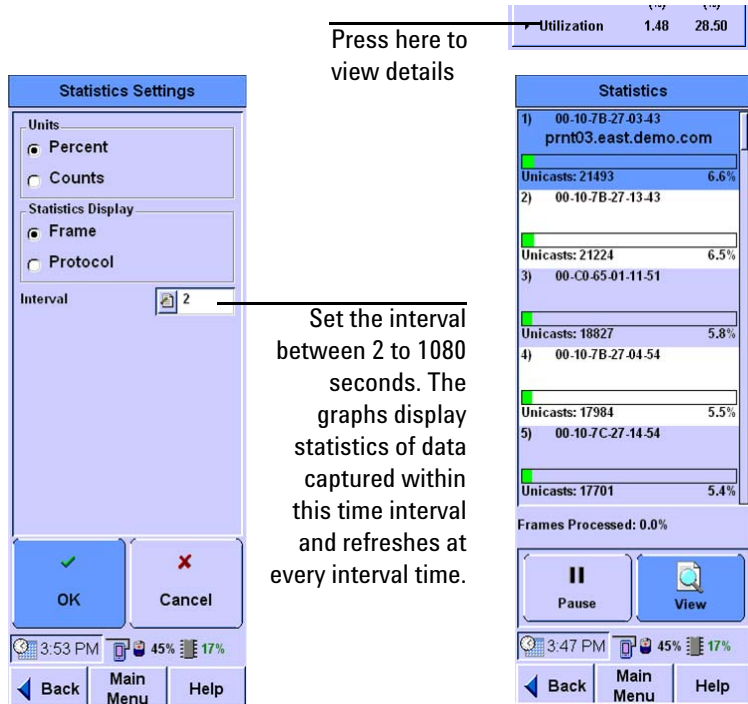 Press here to
view details
Utilization 1.48 28.50
Statistics Settings
Units
Percent
Counts
Statistics Display
Frame
Protocol
Interval 2
OK
Cancel
3:53 PM 45% 17%
Back
Main
Menu
Help
Set the interval
between 2 to 1080
seconds. The
graphs display
statistics of data
captured within
this time interval
and refreshes at
every interval time.
Statistics
1) 00-10-7B-27-03-43
prnt03.east.demo.com
Unicasts: 21493 6.6%
2) 00-10-7B-27-13-43
Unicasts: 21224 6.5%
3) 00-C0-65-01-11-51
Unicasts: 18827 5.8%
4) 00-10-7B-27-04-54
Unicasts: 17984 5.5%
5) 00-10-7C-27-14-54
Unicasts: 17701 5.4%
Frames Processed: 0.0%
Pause
View
3:47 PM 45% 17%
Back
Main
Menu
Help